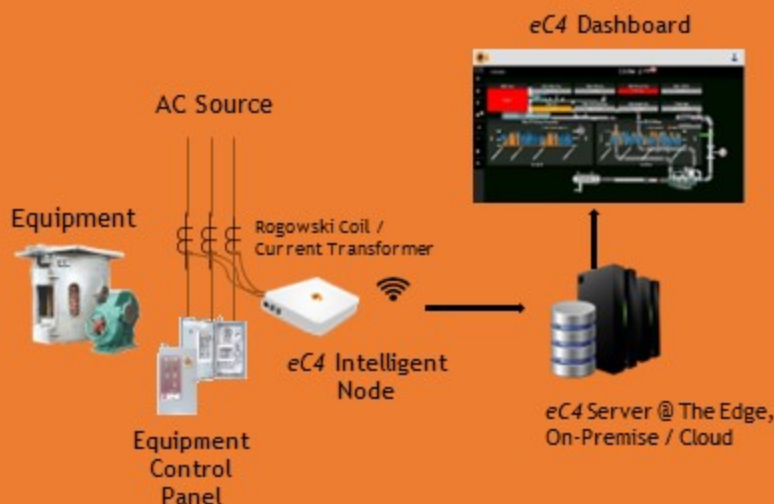 eC4 Dashboard
AC Source
Equipment
Rogowski Coil /
Current Transformer
eC4 Intelligent
Node
eC4 Server @ The Edge,
On-Premise / Cloud
Equipment
Control
Panel